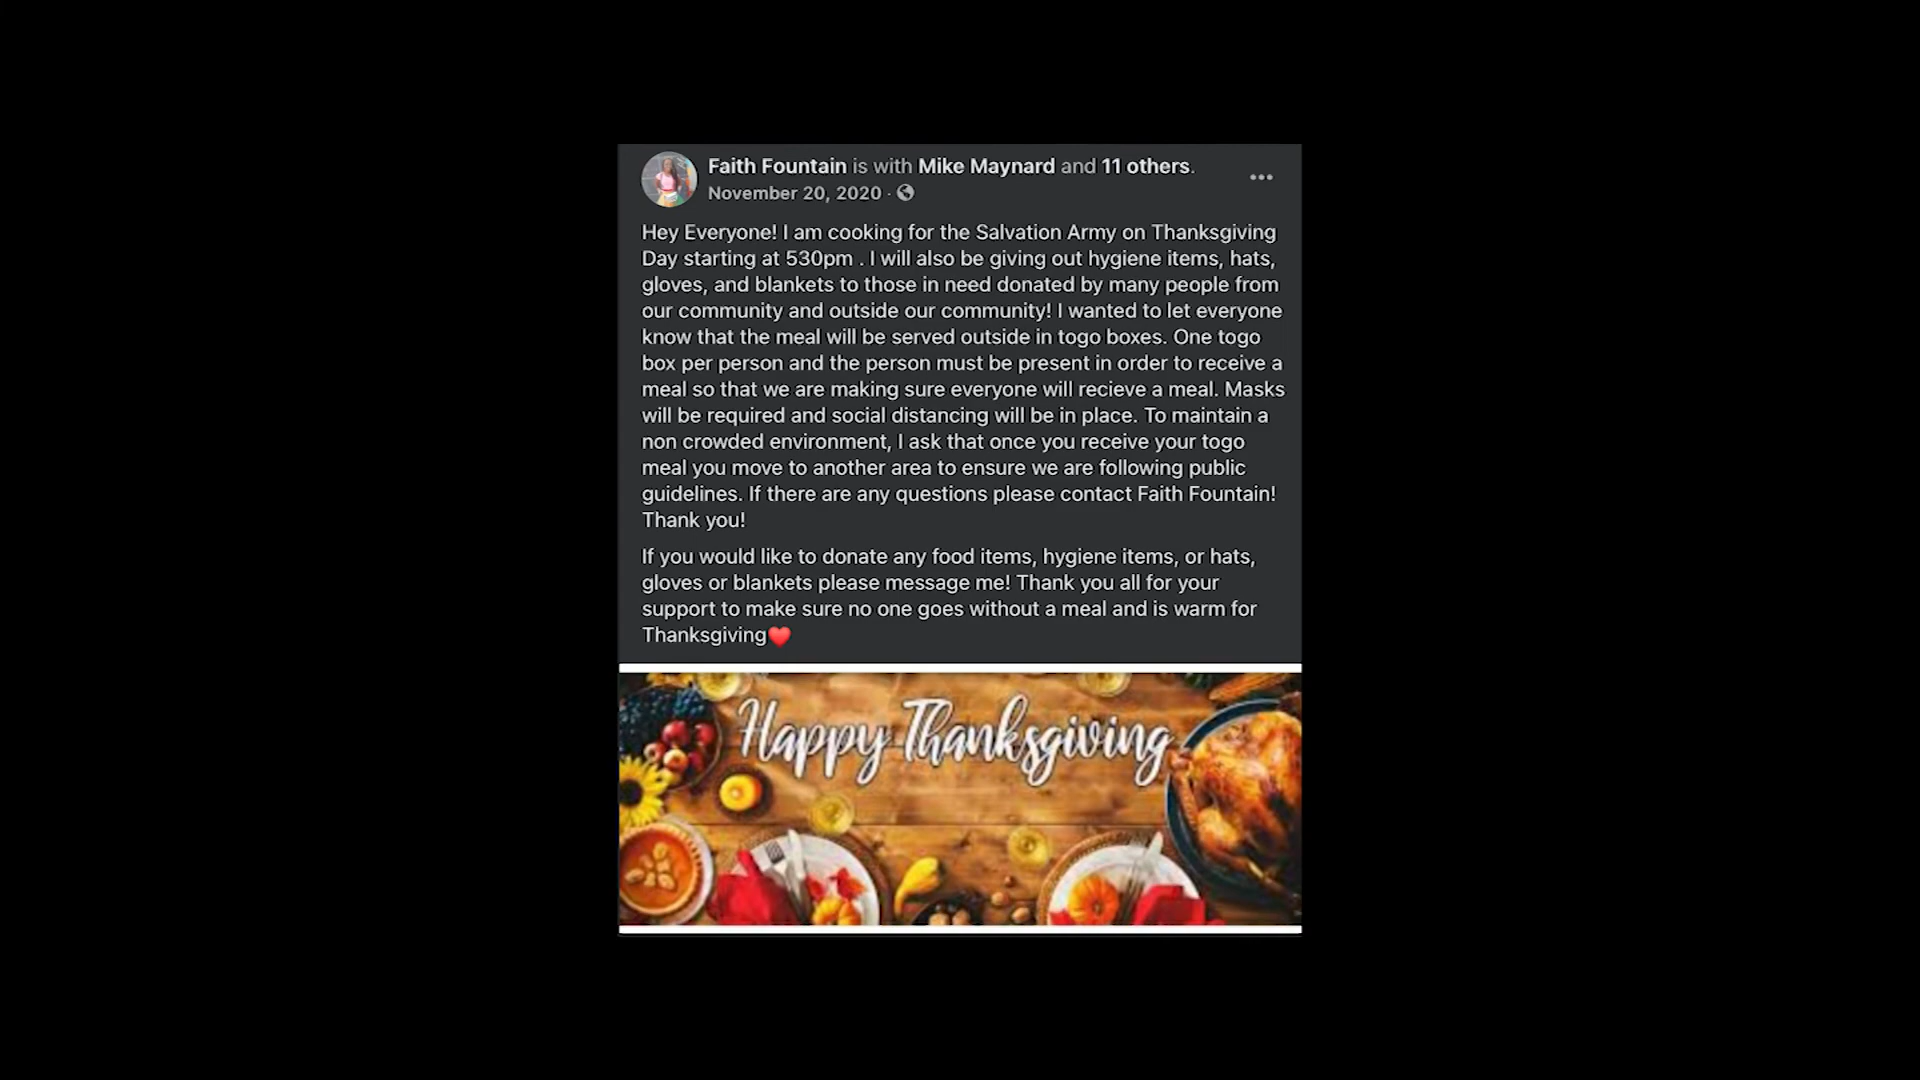 Faith Fountain is with Mike Maynard and 11 others.
November 20, 2020 ·
Hey Everyone! I am cooking for the Salvation Army on Thanksgiving
Day starting at 530pm . I will also be giving out hygiene items, hats,
gloves, and blankets to those in need donated by many people from
our community and outside our community! I wanted to let everyone
know that the meal will be served outside in togo boxes. One togo
box per person and the person must be present in order to receive a
meal so that we are making sure everyone will recieve a meal. Masks
will be required and social distancing will be in place. To maintain a
non crowded environment, I ask that once you receive your togo
meal you move to another area to ensure we are following public
guidelines. If there are any questions please contact Faith Fountain!
Thank you!
If you would like to donate any food items, hygiene items, or hats,
gloves or blankets please message me! Thank you all for your
support to make sure no one goes without a meal and is warm for
Thanksgiving❤️
Happy Thanksgiving